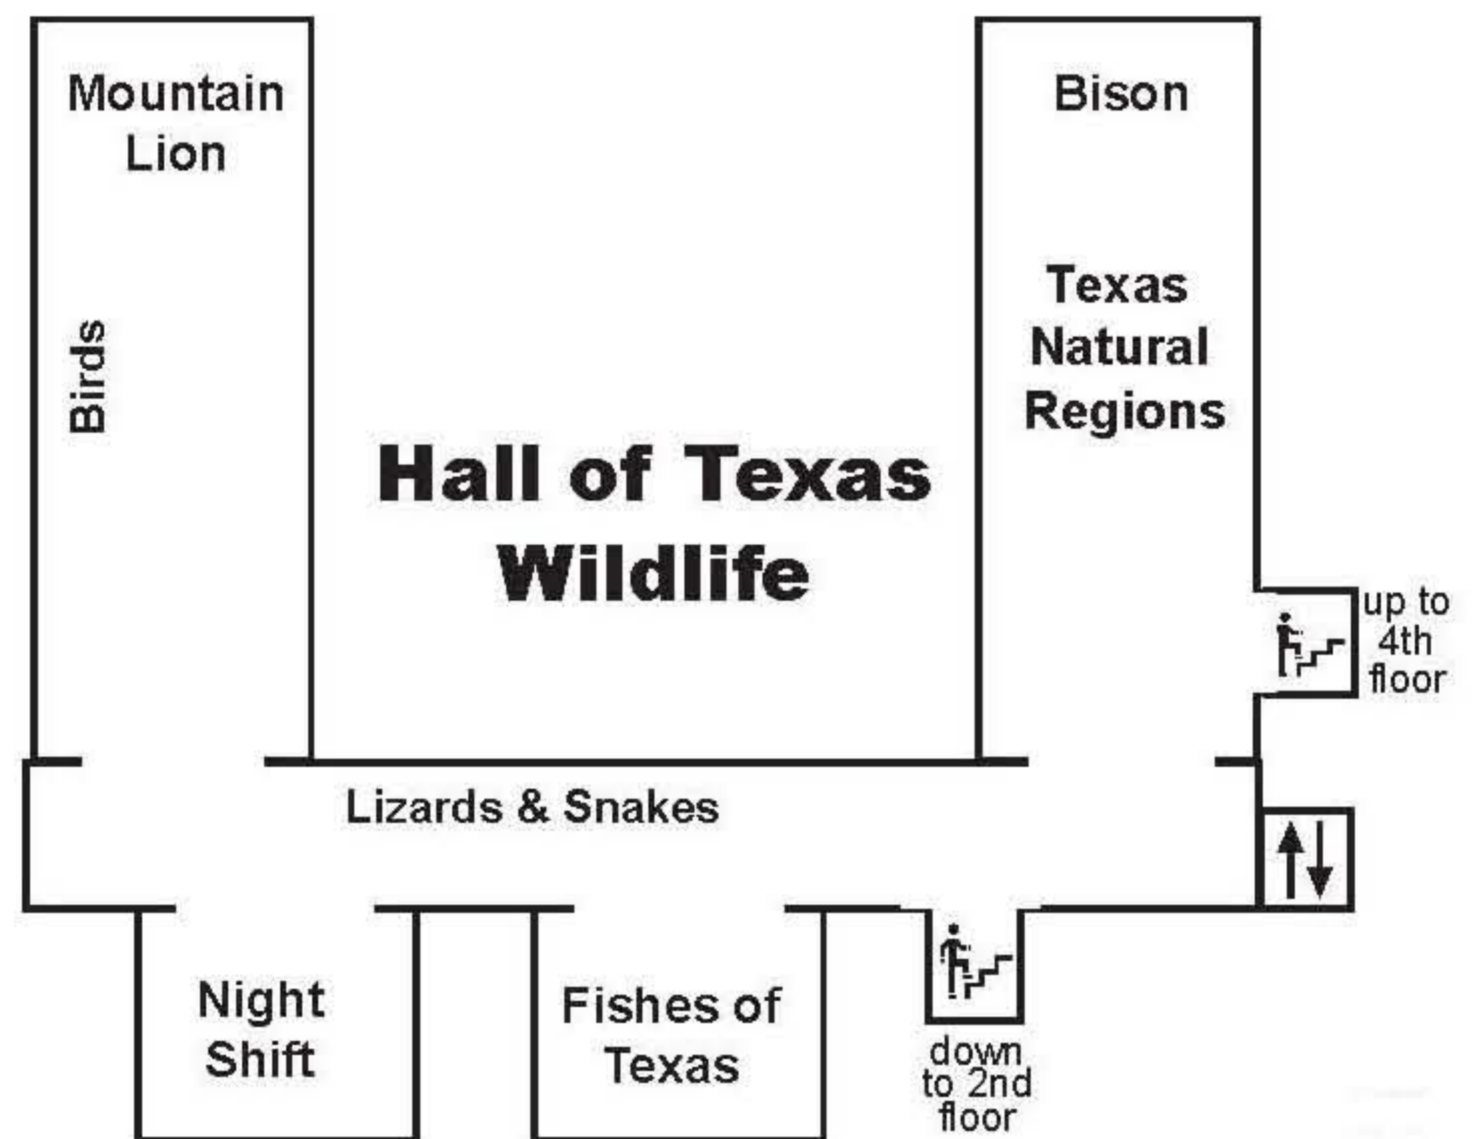 Mountain
Lion
Bison
Birds
Texas
Natural
Regions
Hall of Texas
Wildlife
up to
4th
floor
Lizards & Snakes
Night
Shift
Fishes of
Texas
down
to 2nd
floor